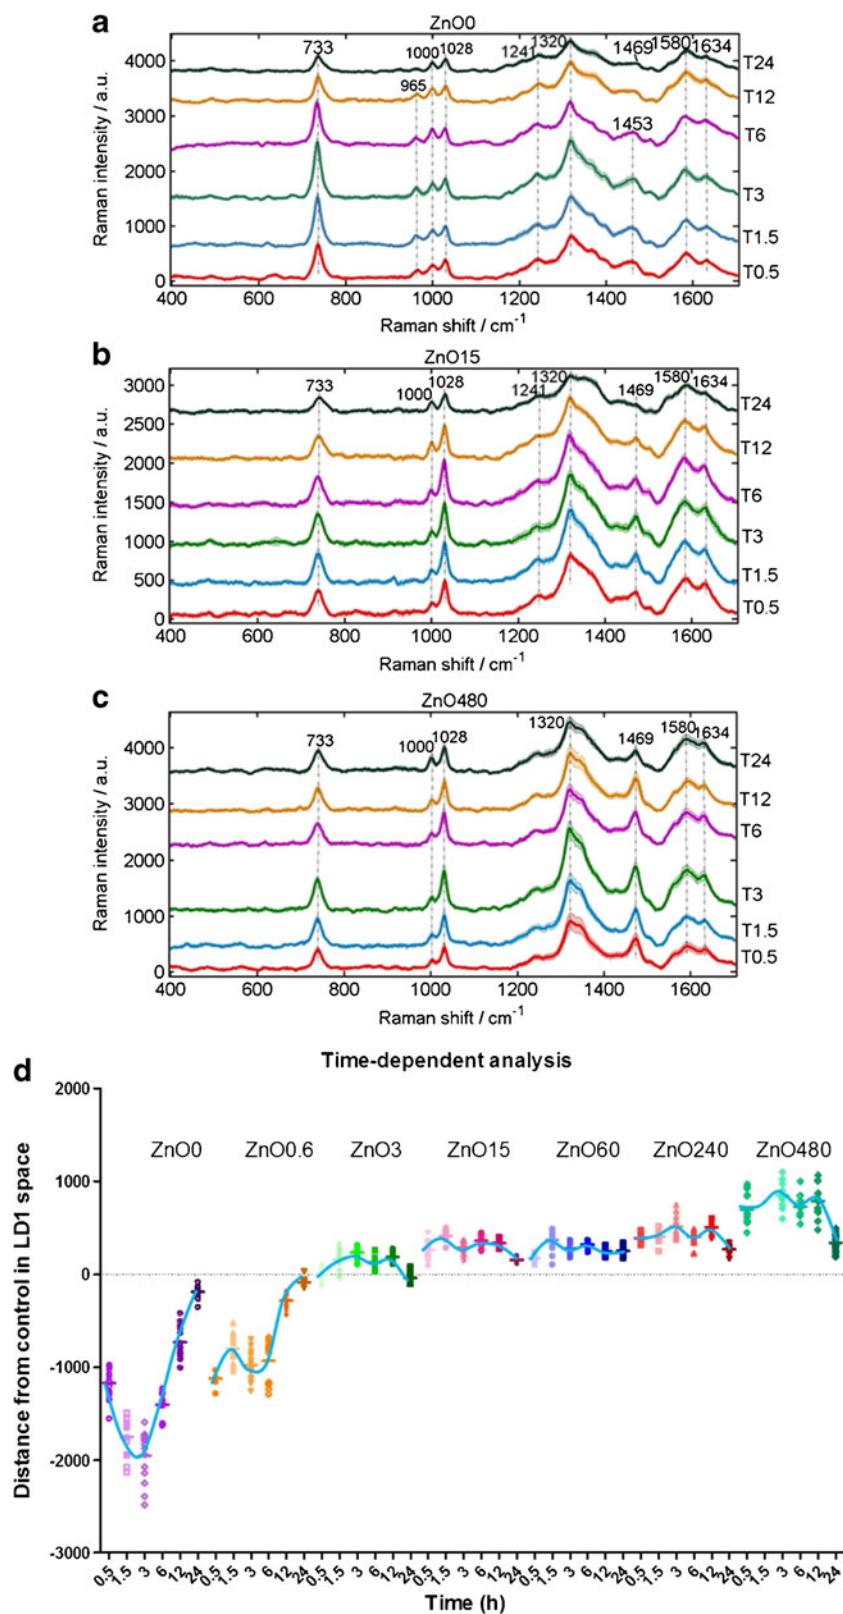 a
ZnO0
733
1000
1028
1241
1320
1469
1580
1634
965
1453
4000
3000
2000
1000
0
Raman intensity / a.u.
T24
T12
T6
T3
T1.5
T0.5
400
600
800
1000
1200
1400
1600
Raman shift / cm⁻¹
b
ZnO15
733
1000
1028
1241
1320
1469
1580
1634
3000
2500
2000
1500
1000
500
0
Raman intensity / a.u.
T24
T12
T6
T3
T1.5
T0.5
400
600
800
1000
1200
1400
1600
Raman shift / cm⁻¹
c
ZnO480
733
1000
1028
1320
1469
1580
1634
4000
3000
2000
1000
0
Raman intensity / a.u.
T24
T12
T6
T3
T1.5
T0.5
400
600
800
1000
1200
1400
1600
Raman shift / cm⁻¹
d
Time-dependent analysis
2000
1000
0
-1000
-2000
-3000
Distance from control in LD1 space
ZnO0
ZnO0.6
ZnO3
ZnO15
ZnO60
ZnO240
ZnO480
0.5 1.5 3 6 12 24 0.5 1.5 3 6 12 24 0.5 1.5 3 6 12 24 0.5 1.5 3 6 12 24 0.5 1.5 3 6 12 24 0.5 1.5 3 6 12 24 0.5 1.5 3 6 12 24
Time (h)